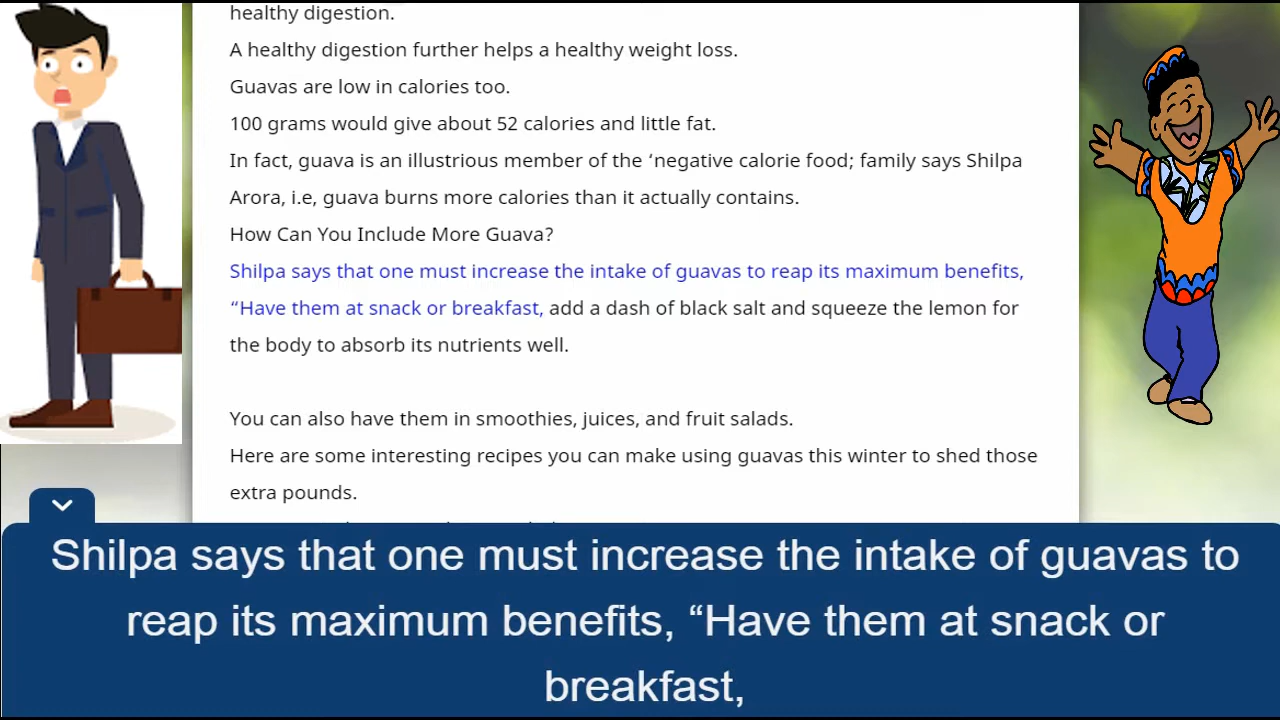 healthy digestion.
A healthy digestion further helps a healthy weight loss.
Guavas are low in calories too.
100 grams would give about 52 calories and little fat.
In fact, guava is an illustrious member of the ‘negative calorie food; family says Shilpa
Arora, i.e, guava burns more calories than it actually contains.
How Can You Include More Guava?
Shilpa says that one must increase the intake of guavas to reap its maximum benefits,
“Have them at snack or breakfast, add a dash of black salt and squeeze the lemon for
the body to absorb its nutrients well.
You can also have them in smoothies, juices, and fruit salads.
Here are some interesting recipes you can make using guavas this winter to shed those
extra pounds.
Shilpa says that one must increase the intake of guavas to
reap its maximum benefits, “Have them at snack or
breakfast,